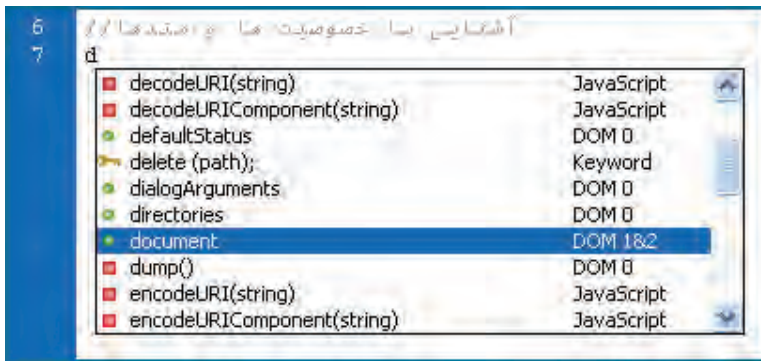 6 //آشنایی با خصوصیت ها و متدها
7 d
decodeURI(string) JavaScript
decodeURIComponent(string) JavaScript
defaultStatus DOM 0
delete (path); Keyword
dialogArguments DOM 0
directories DOM 0
document DOM 1&2
dump() DOM 0
encodeURI(string) JavaScript
encodeURIComponent(string) JavaScript